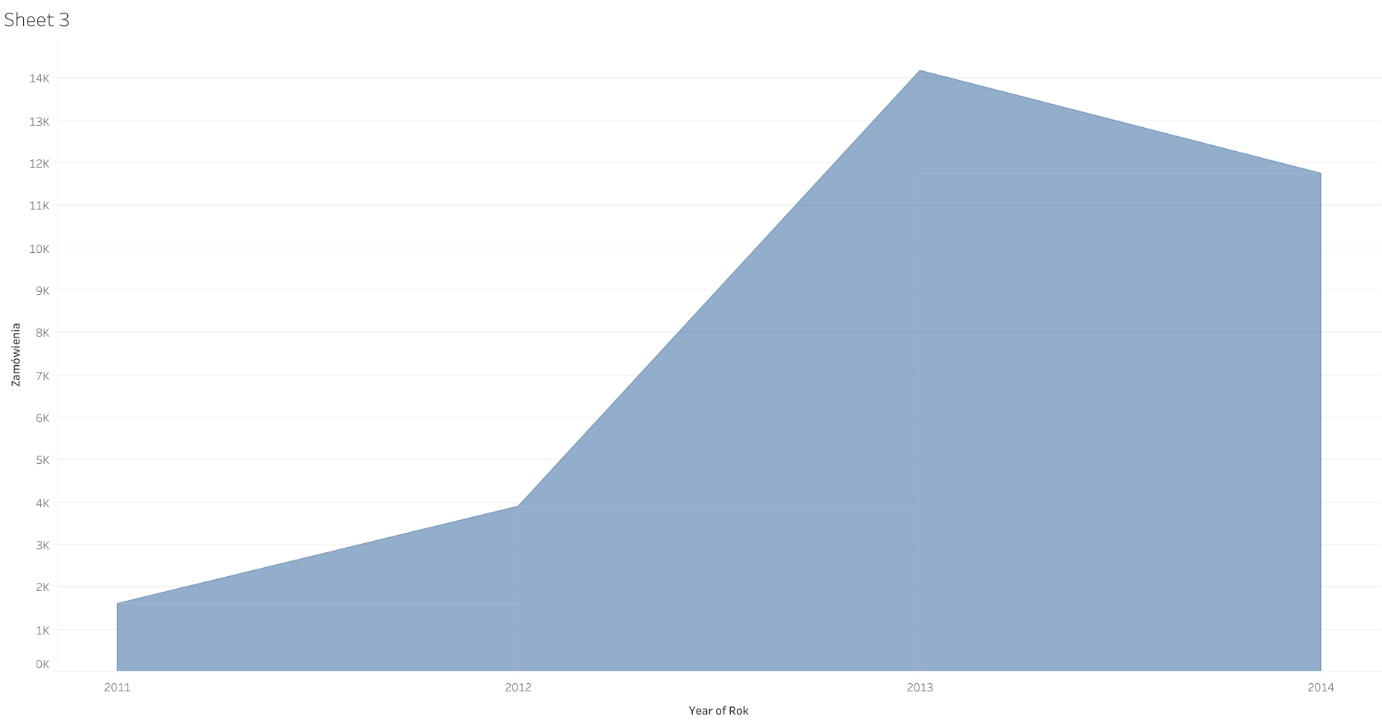 Sheet 3
14K
13K
12K
11K
10K
9K
8K
7K
6K
5K
4K
3K
2K
1K
0K
Zamówienia
2011 2012 2013 2014
Year of Rok